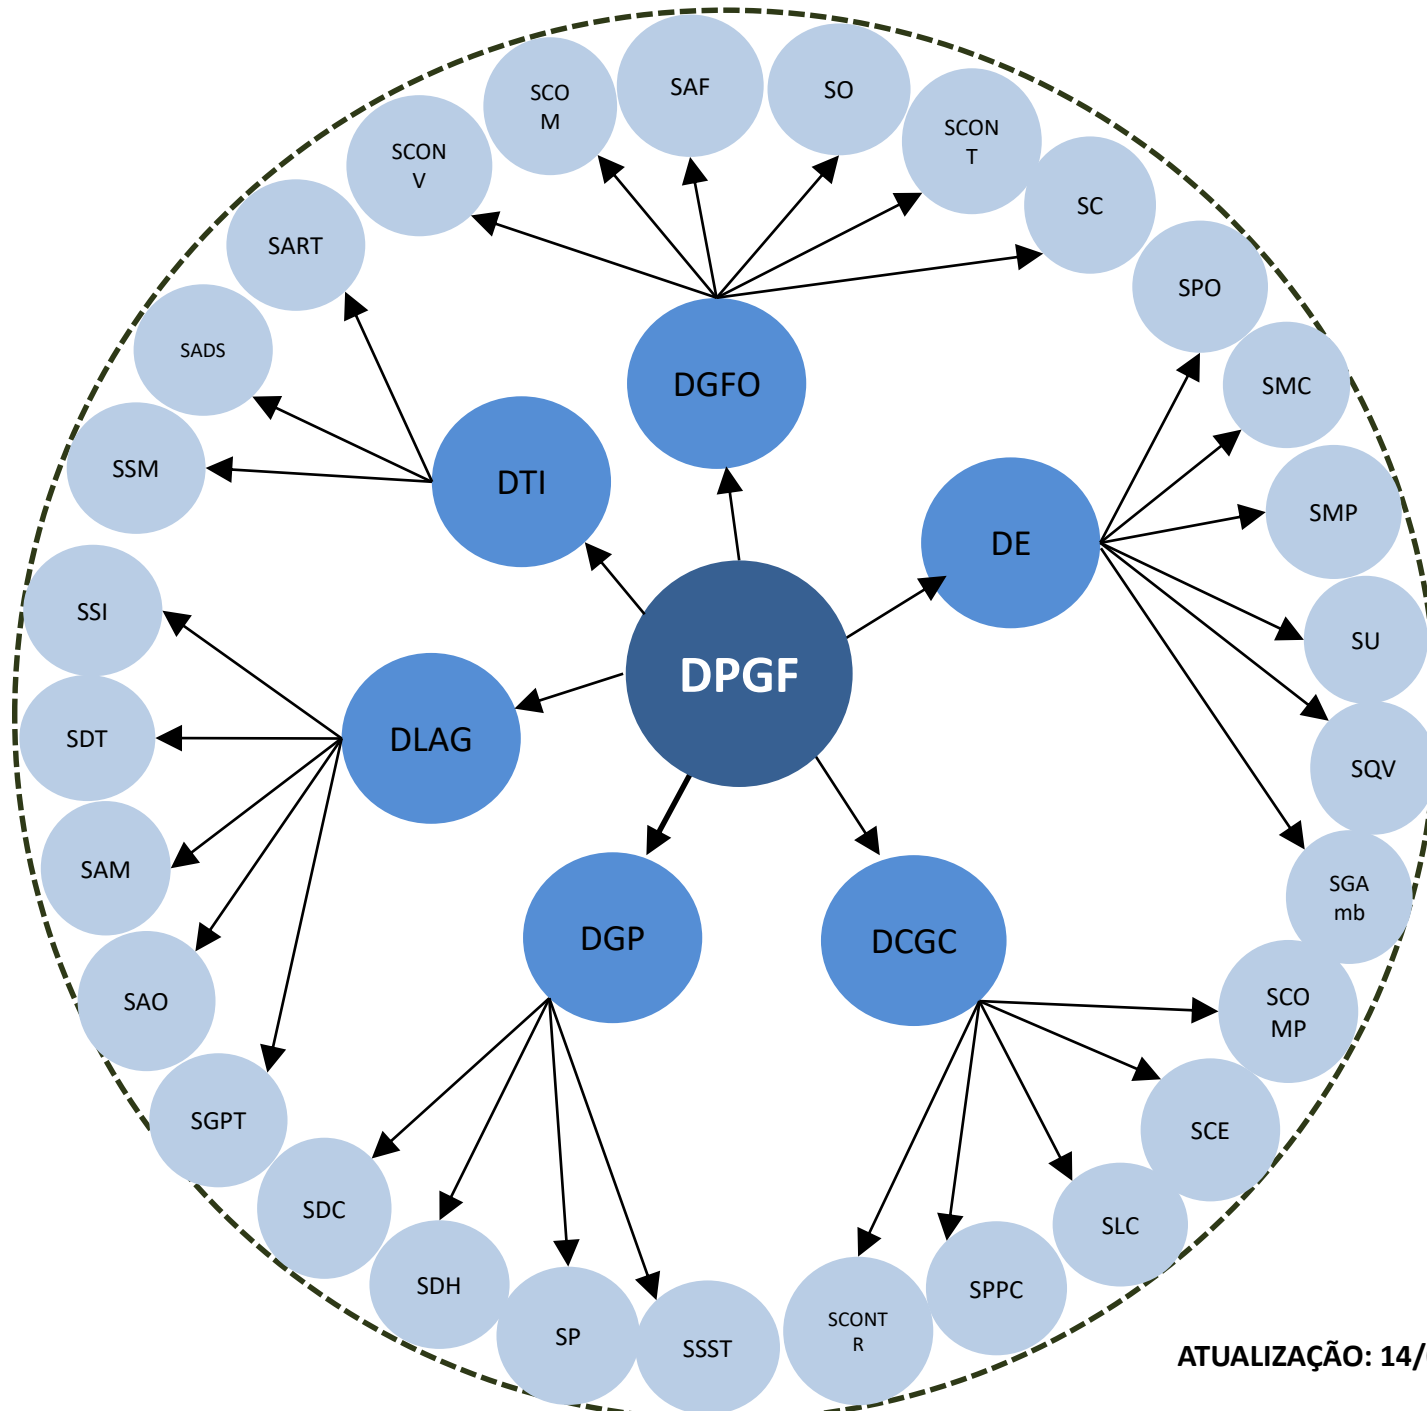 SAF
SO
SCO
M
SCON
T
SCON
V
SC
SART
SPO
SADS
SMC
DGFO
SSM
DTI
SMP
DE
SSI
SU
DPGF
SDT
DLAG
SQV
SAM
SGA
mb
DGP
DCGC
SAO
SCO
MP
SGPT
SCE
SDC
SLC
SDH
SPPC
SP
SSST
SCONT
R
ATUALIZAÇÃO: 14/